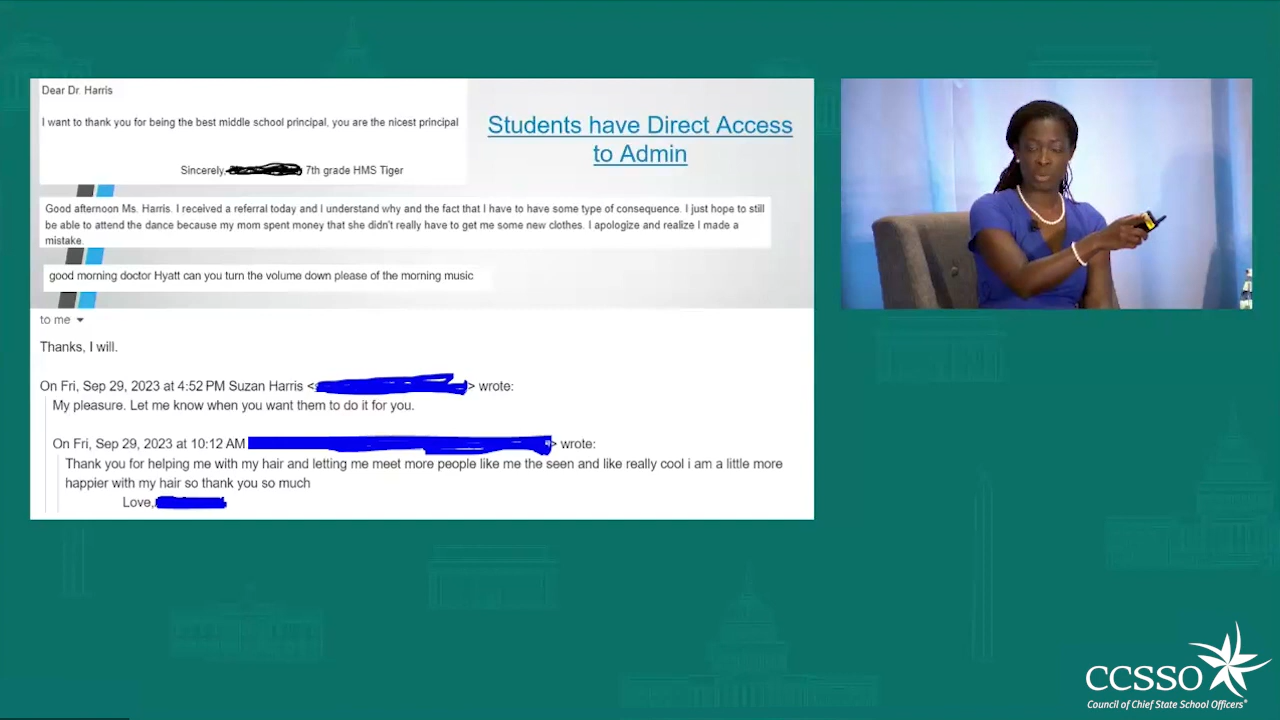 Dear Dr. Harris
I want to thank you for being the best middle school principal, you are the nicest principal
Sincerely, 7th grade HMS Tiger
Students have Direct Access
to Admin
Good afternoon Ms. Harris. I received a referral today and I understand why and the fact that I have to have some type of consequence. I just hope to still
be able to attend the dance because my mom spent money that she didn't really have to get me some new clothes. I apologize and realize I made a
mistake.
good morning doctor Hyatt can you turn the volume down please of the morning music
to me
Thanks, I will.
On Fri, Sep 29, 2023 at 4:52 PM Suzan Harris < > wrote:
My pleasure. Let me know when you want them to do it for you.
On Fri, Sep 29, 2023 at 10:12 AM > wrote:
Thank you for helping me with my hair and letting me meet more people like me the seen and like really cool i am a little more
happier with my hair so thank you so much
Love,
CCSSO
Council of Chief State School Officers®